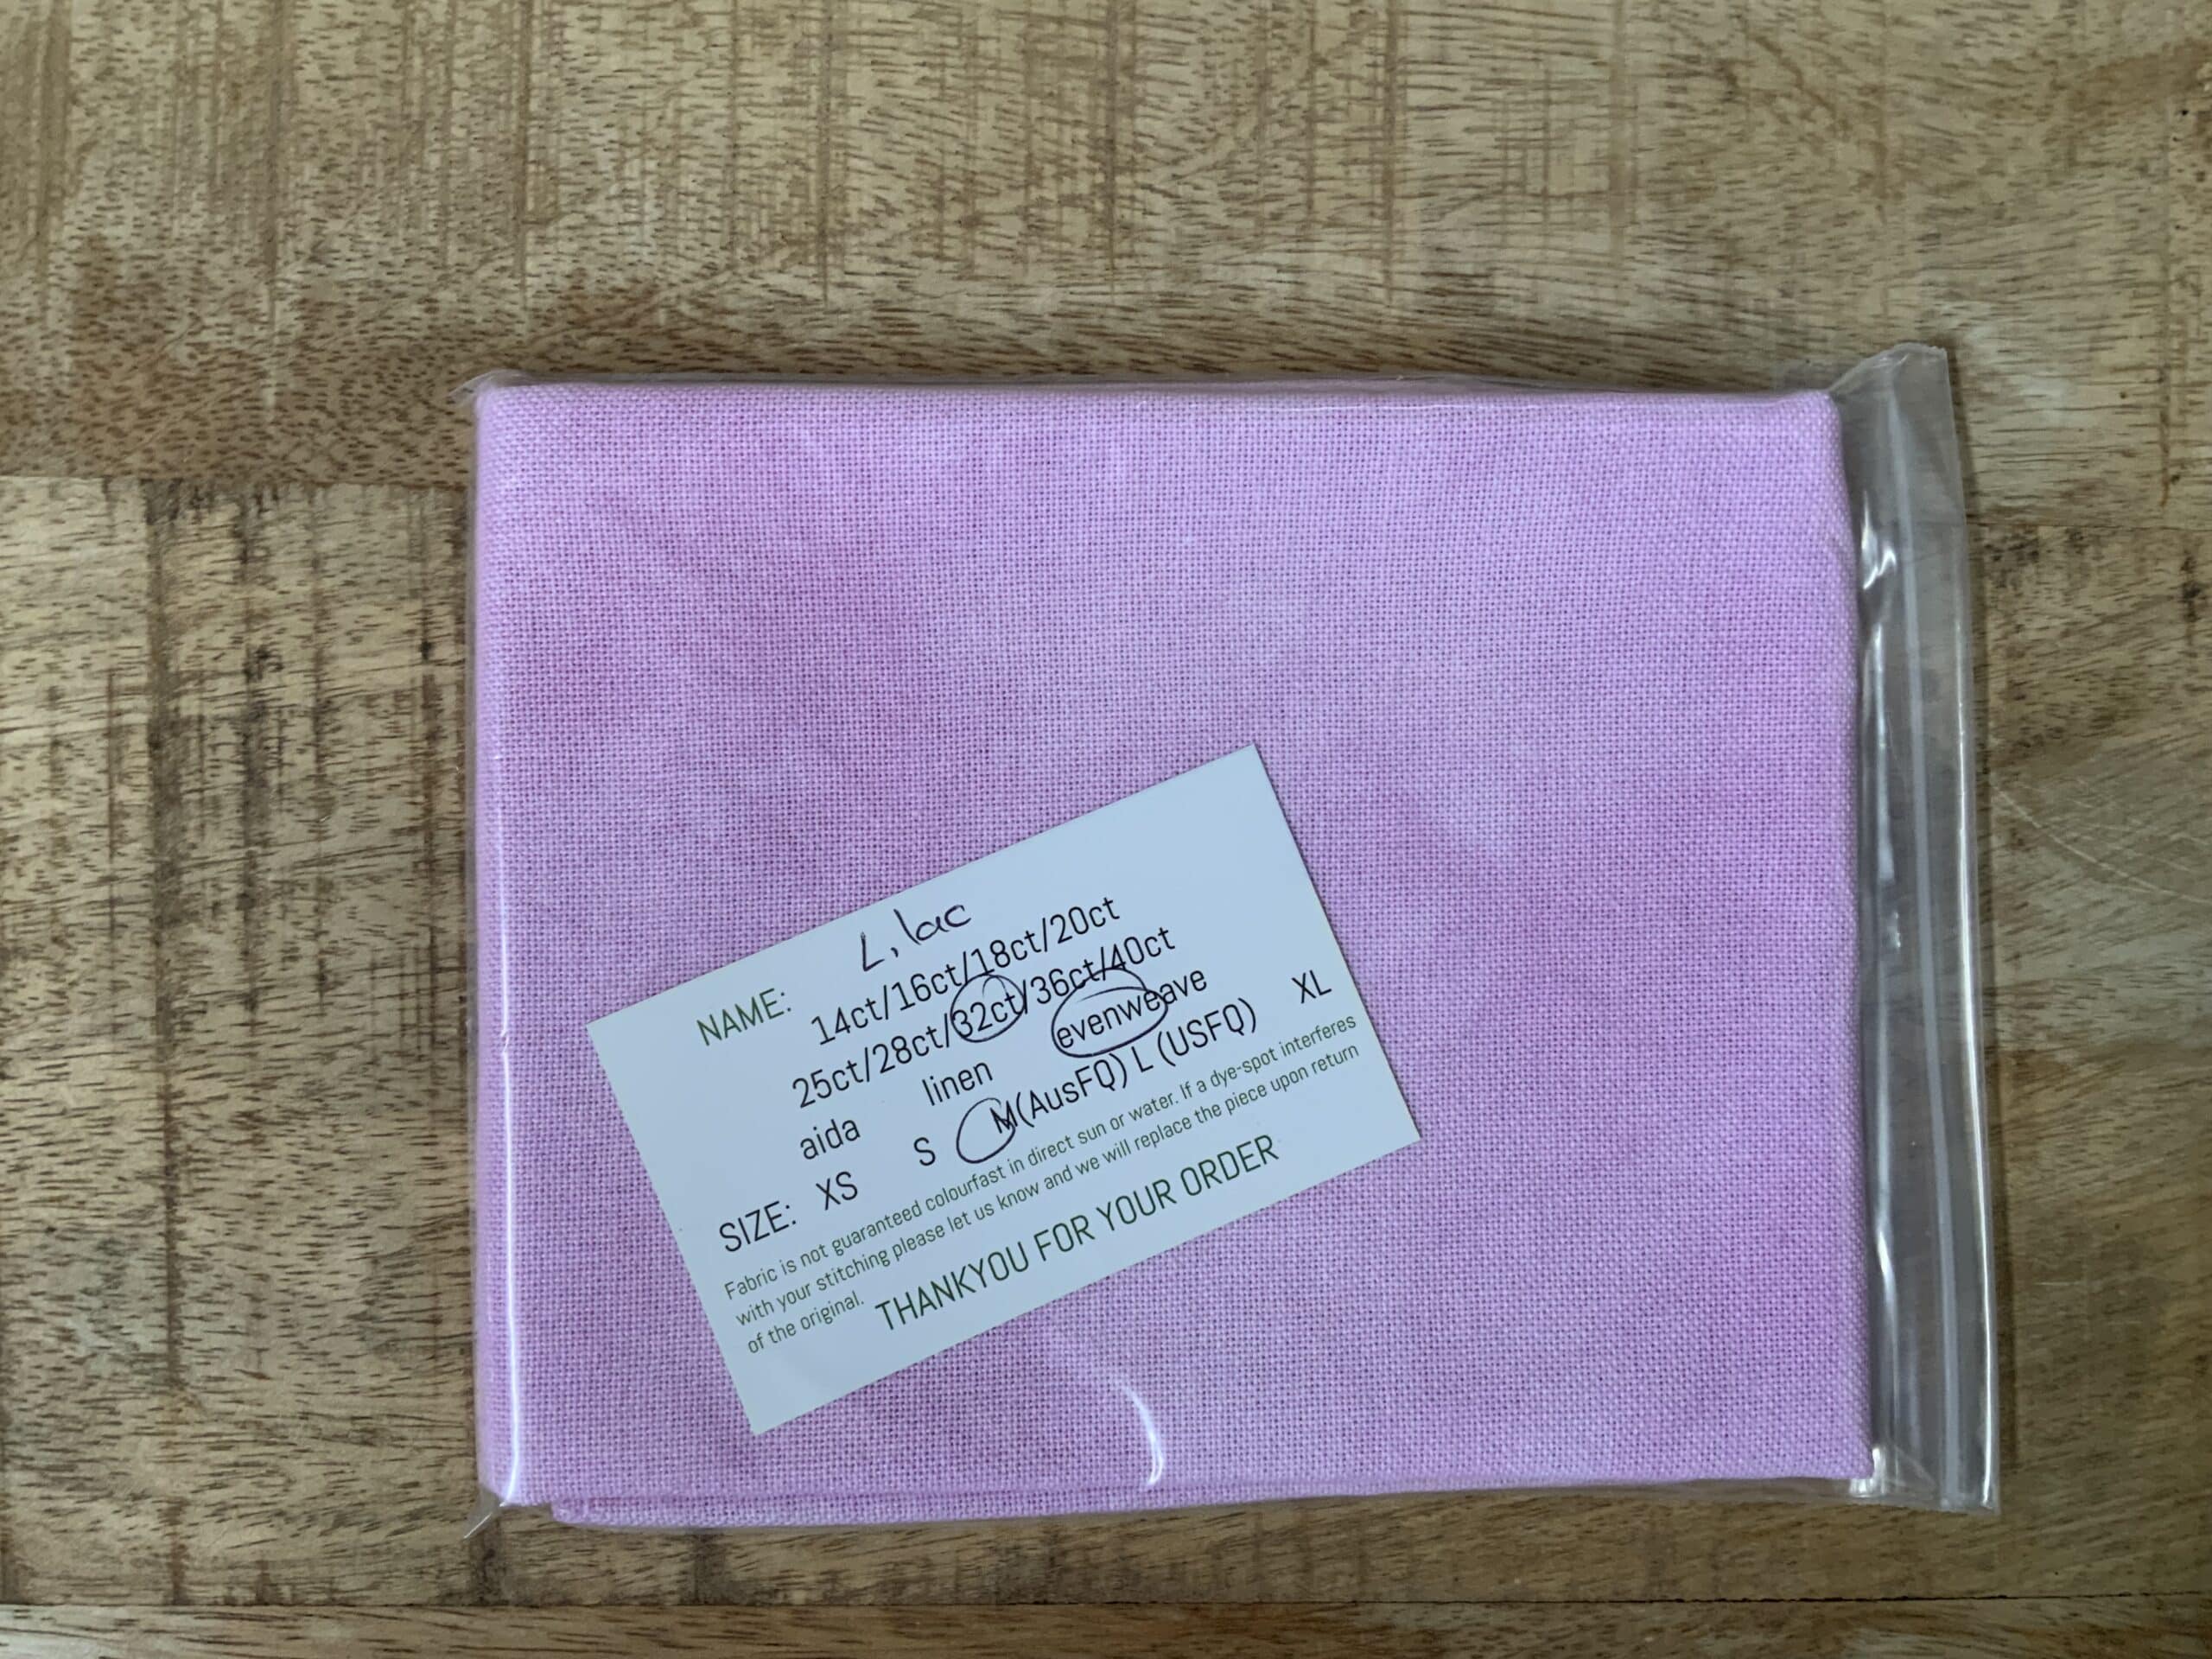 NAME: Lilac
14ct/16ct/18ct/20ct
25ct/28ct/32ct/36ct/40ct
aida linen evenweave
SIZE: XS S M(AusFQ) L (USFQ) XL
Fabric is not guaranteed colourfast in direct sun or water. If a dye-spot interferes
with your stitching please let us know and we will replace the piece upon return
of the original.
THANKYOU FOR YOUR ORDER